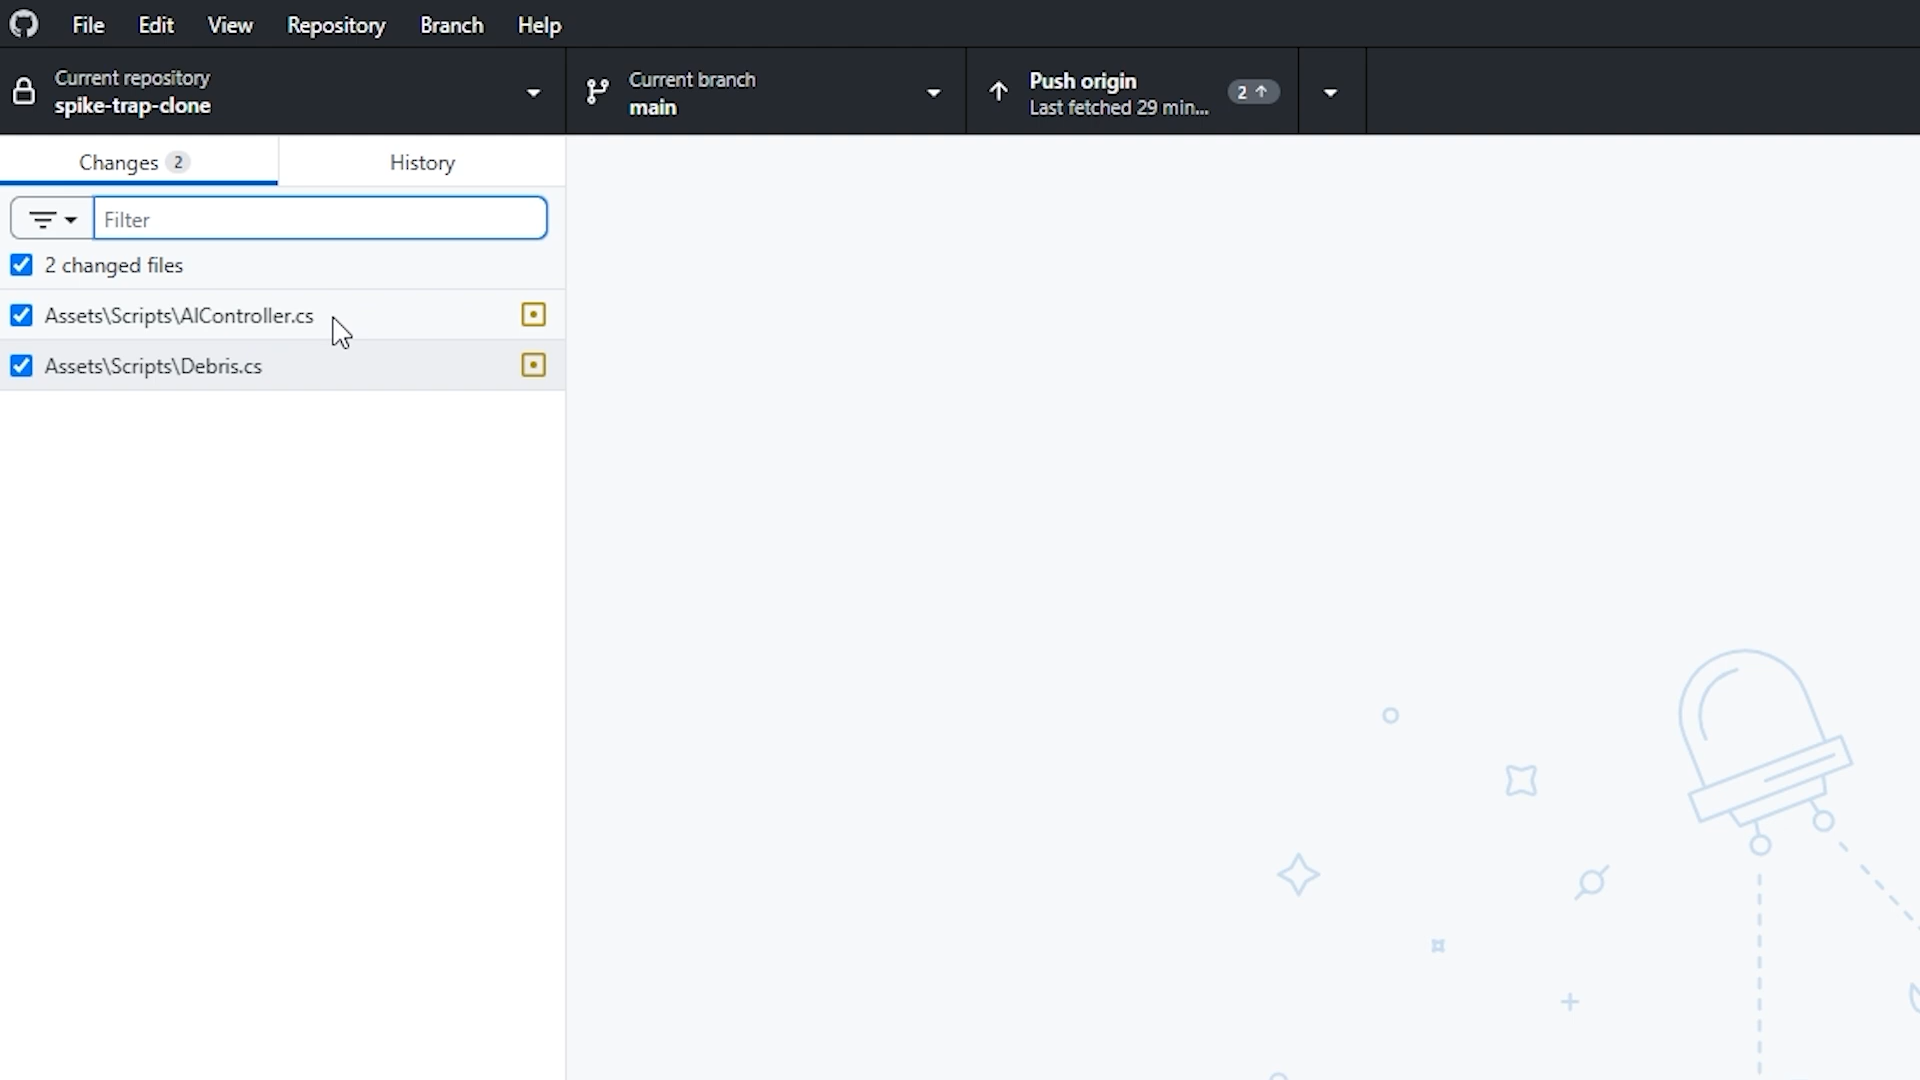 File Edit View Repository Branch Help
Current repository
spike-trap-clone
Current branch
main
Push origin
Last fetched 29 min...
2
Changes 2
History
Filter
2 changed files
Assets\Scripts\AIController.cs
Assets\Scripts\Debris.cs